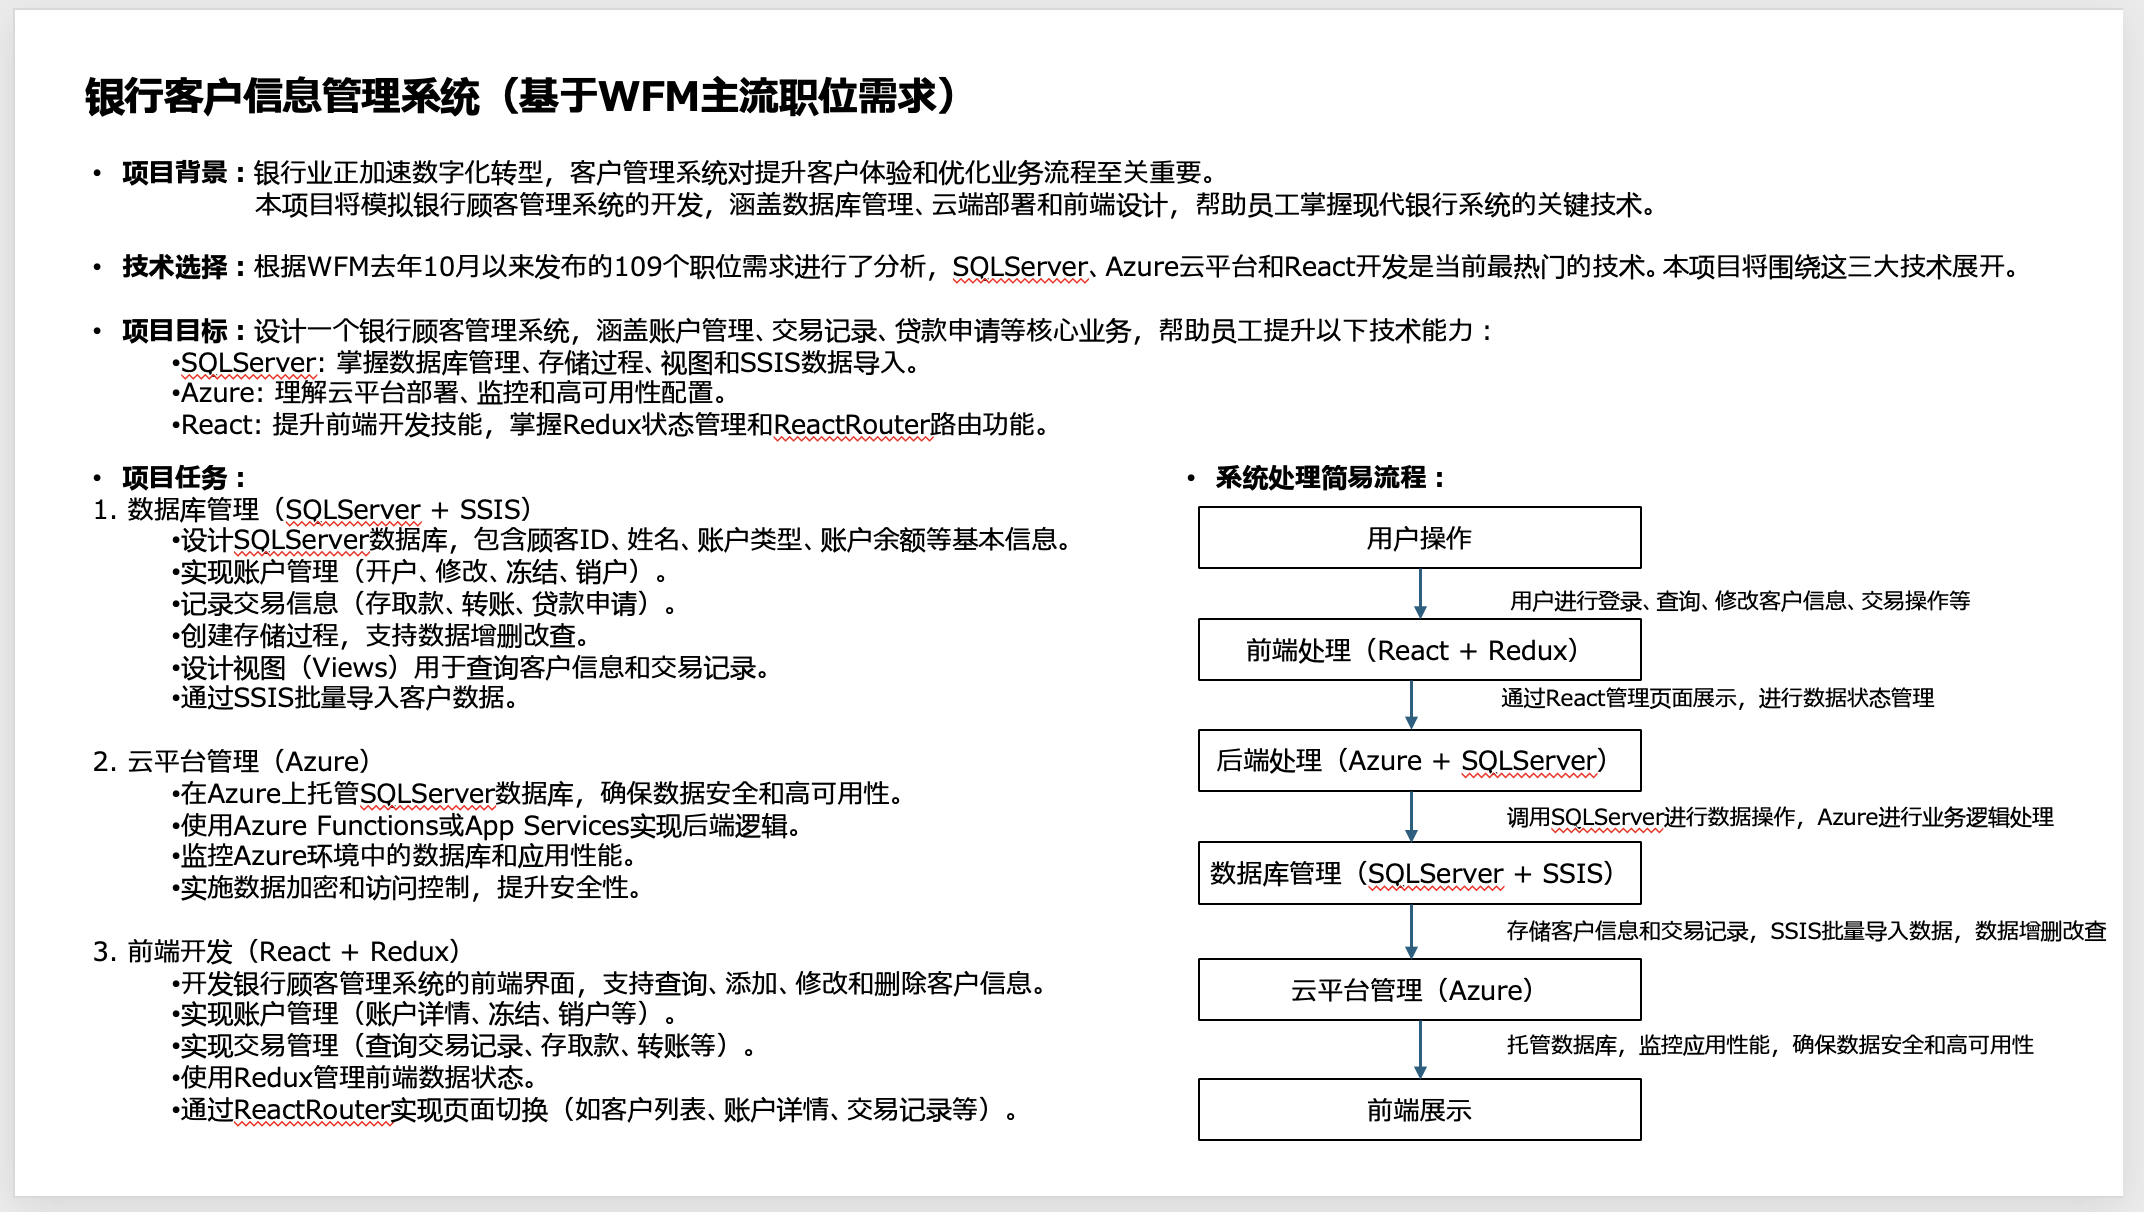 银行客户信息管理系统（基于WFM主流职位需求）
• 项目背景：银行业正加速数字化转型，客户管理系统对提升客户体验和优化业务流程至关重要。
本项目将模拟银行顾客管理系统的开发，涵盖数据库管理、云端部署和前端设计，帮助员工掌握现代银行系统的关键技术。
• 技术选择：根据WFM去年10月以来发布的109个职位需求进行了分析，SQLServer、Azure云平台和React开发是当前最热门的技术。本项目将围绕这三大技术展开。
• 项目目标：设计一个银行顾客管理系统，涵盖账户管理、交易记录、贷款申请等核心业务，帮助员工提升以下技术能力：
•SQLServer: 掌握数据库管理、存储过程、视图和SSIS数据导入。
•Azure: 理解云平台部署、监控和高可用性配置。
•React: 提升前端开发技能，掌握Redux状态管理和ReactRouter路由功能。
• 项目任务：
1. 数据库管理（SQLServer + SSIS）
•设计SQLServer数据库，包含顾客ID、姓名、账户类型、账户余额等基本信息。
•实现账户管理（开户、修改、冻结、销户）。
•记录交易信息（存取款、转账、贷款申请）。
•创建存储过程，支持数据增删改查。
•设计视图（Views）用于查询客户信息和交易记录。
•通过SSIS批量导入客户数据。
2. 云平台管理（Azure）
•在Azure上托管SQLServer数据库，确保数据安全和高可用性。
•使用Azure Functions或App Services实现后端逻辑。
•监控Azure环境中的数据库和应用性能。
•实施数据加密和访问控制，提升安全性。
3. 前端开发（React + Redux）
•开发银行顾客管理系统的前端界面，支持查询、添加、修改和删除客户信息。
•实现账户管理（账户详情、冻结、销户等）。
•实现交易管理（查询交易记录、存取款、转账等）。
•使用Redux管理前端数据状态。
•通过ReactRouter实现页面切换（如客户列表、账户详情、交易记录等）。
• 系统处理简易流程：
用户操作
用户进行登录、查询、修改客户信息、交易操作等
前端处理（React + Redux）
通过React管理页面展示，进行数据状态管理
后端处理（Azure + SQLServer）
调用SQLServer进行数据操作，Azure进行业务逻辑处理
数据库管理（SQLServer + SSIS）
存储客户信息和交易记录，SSIS批量导入数据，数据增删改查
云平台管理（Azure）
托管数据库，监控应用性能，确保数据安全和高可用性
前端展示